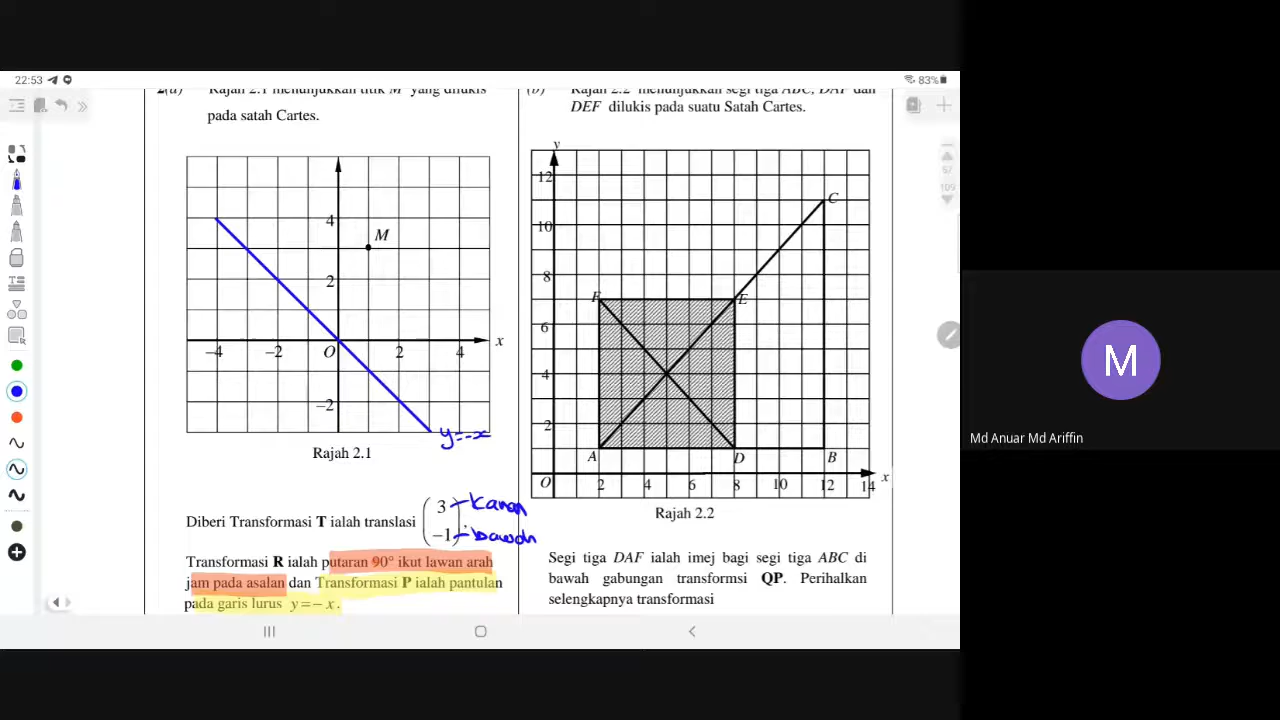 22:53
83%
2(a) Rajah 2.1 menunjukkan titik M yang dilukis
pada satah Cartes.
4
M
2
-4 -2 O 2 4 x
-2
y=-x
Rajah 2.1
Diberi Transformasi T ialah translasi (3 -1),
kanan
bawah
Transformasi R ialah putaran 90° ikut lawan arah
jam pada asalan dan Transformasi P ialah pantulan
pada garis lurus y = - x.
(b) Rajah 2.2 menunjukkan segi tiga ABC, DAF dan
DEF dilukis pada suatu Satah Cartes.
y
12
C
10
8
F E
6
4
2
A D B
O 2 4 6 8 10 12 14 x
Rajah 2.2
Segi tiga DAF ialah imej bagi segi tiga ABC di
bawah gabungan transformsi QP. Perihalkan
selengkapnya transformasi
67
109
M
Md Anuar Md Ariffin